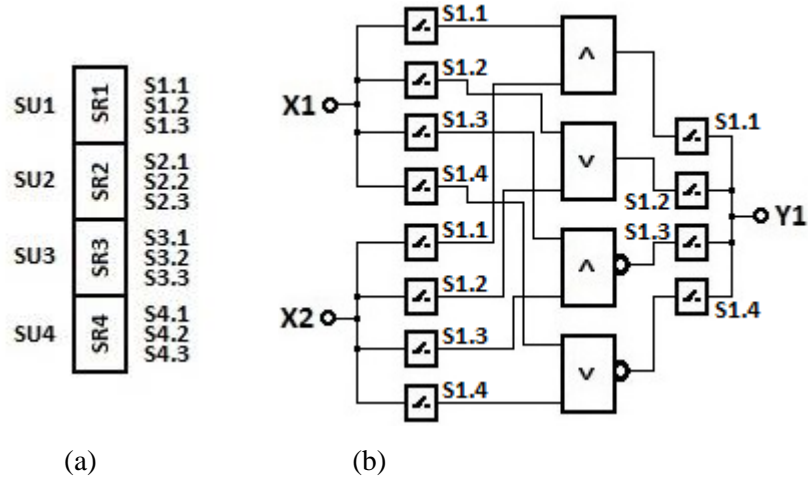 SU1 SR1 S1.1
S1.2
S1.3
SU2 SR2 S2.1
S2.2
S2.3
SU3 SR3 S3.1
S3.2
S3.3
SU4 SR4 S4.1
S4.2
S4.3
(a)
X1
S1.1
S1.2
S1.3
S1.4
X2
S1.1
S1.2
S1.3
S1.4
^
v
^
v
S1.1
S1.2
S1.3
S1.4
Y1
(b)